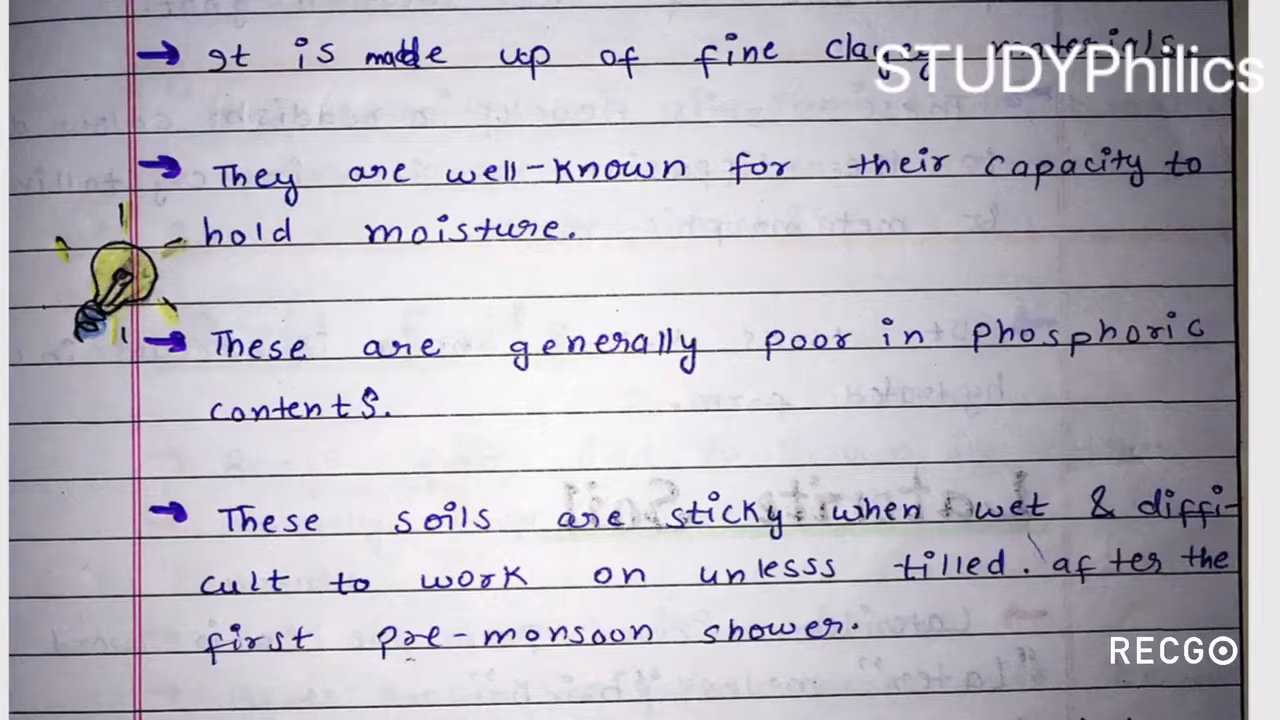 → It is made up of fine clayey materials.
STUDYPhilics
→ They are well-known for their capacity to
hold moisture.
→ These are generally poor in phosphoric
contents.
→ These soils are sticky when wet & diffi-
cult to work on unlesss tilled. after the
first pre-monsoon shower.
RECGO